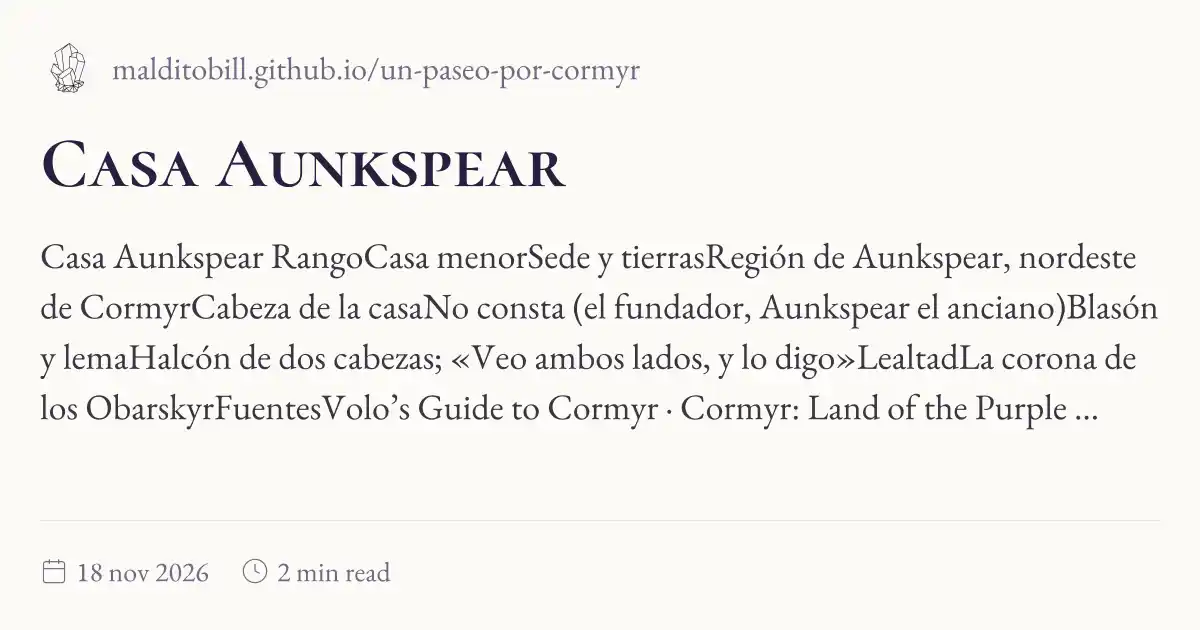 malditobill.github.io/un-paseo-por-cormyr
Casa Aunkspear
Casa Aunkspear RangoCasa menorSede y tierrasRegión de Aunkspear, nordeste
de CormyrCabeza de la casaNo consta (el fundador, Aunkspear el anciano)Blasón
y lemaHalcón de dos cabezas; «Veo ambos lados, y lo digo»LealtadLa corona de
los ObarskyrFuentesVolo’s Guide to Cormyr · Cormyr: Land of the Purple ...
18 nov 2026
2 min read